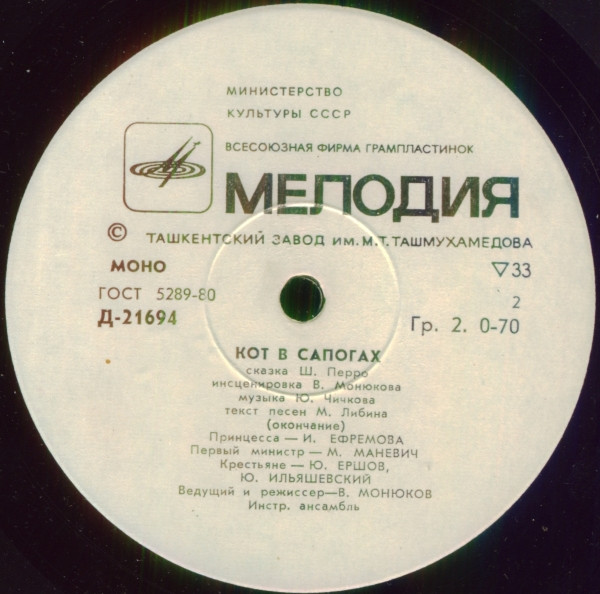 МИНИСТЕРСТВО
КУЛЬТУРЫ СССР
ВСЕСОЮЗНАЯ ФИРМА ГРАМПЛАСТИНОК
МЕЛОДИЯ
© ТАШКЕНТСКИЙ ЗАВОД ИМ. М.Т. ТАШМУХАМЕДОВА
МОНО
▽33
ГОСТ 5289-80
2
Д-21694
Гр. 2. 0-70
КОТ В САПОГАХ
сказка Ш. Перро
инсценировка В. Монюкова
музыка Ю. Чичкова
текст песен М. Либина
(окончание)
Принцесса — И. ЕФРЕМОВА
Первый министр — М. МАНЕВИЧ
Крестьяне — Ю. ЕРШОВ,
Ю. ИЛЬЯШЕВСКИЙ
Ведущий и режиссер—В. МОНЮКОВ
Инстр. ансамбль